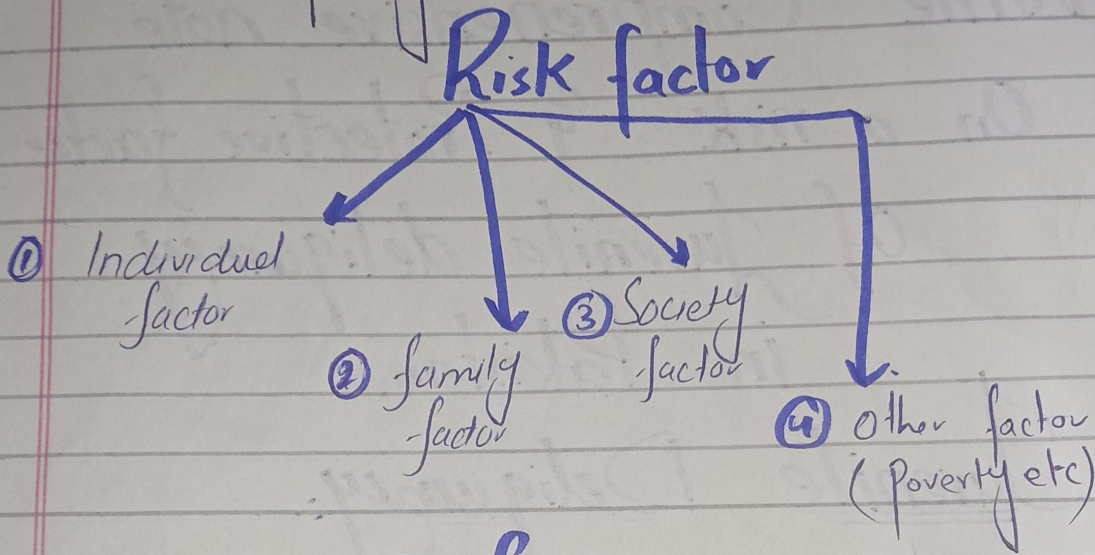 Risk factor
① Individual
factor
② family
factor
③ Society
factor
④ Other factor
(Poverty etc)